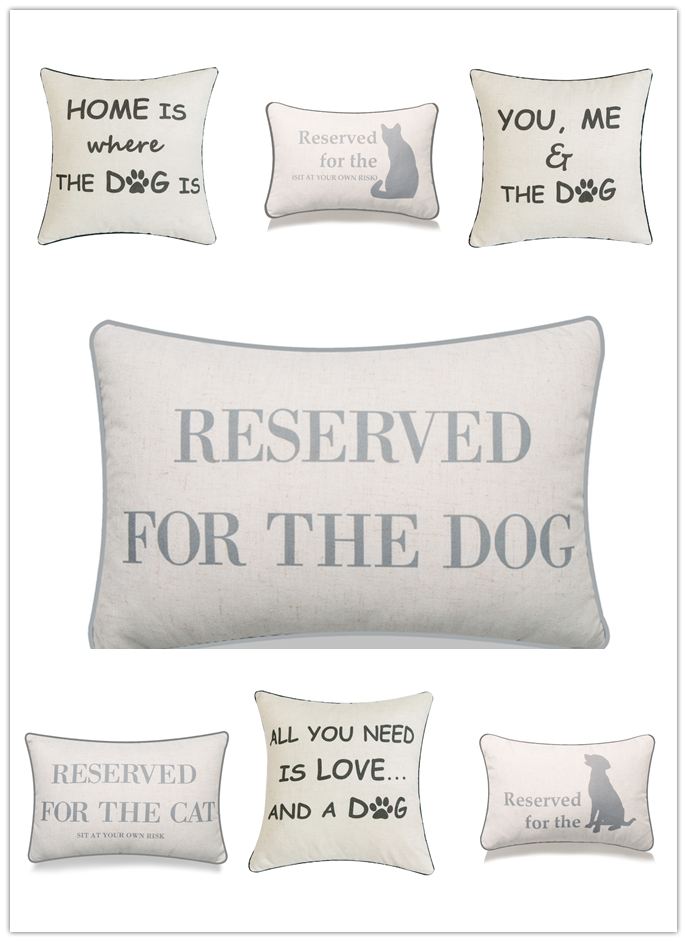 HOME IS
where
THE DOG IS
Reserved
for the
(SIT AT YOUR OWN RISK)
YOU, ME
&
THE DOG
RESERVED
FOR THE DOG
RESERVED
FOR THE CAT
SIT AT YOUR OWN RISK
ALL YOU NEED
IS LOVE...
AND A DOG
Reserved
for the